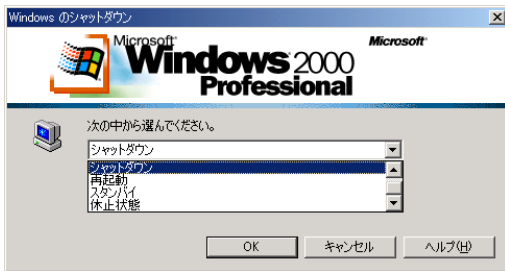 Windows のシャットダウン
Microsoft
Microsoft
Windows 2000
Professional
次の中から選んでください。
シャットダウン
シャットダウン
再起動
スタンバイ
休止状態
OK
キャンセル
ヘルプ(H)